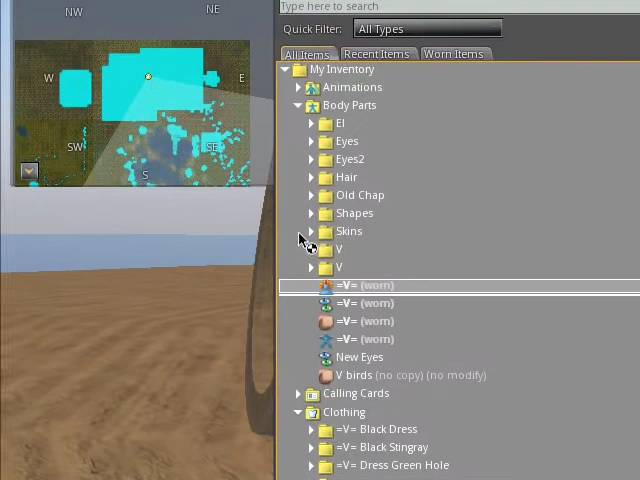 Type here to search
Quick Filter: All Types
All Items Recent Items Worn Items
NW NE
W E
SW SE
S
My Inventory
Animations
Body Parts
El
Eyes
Eyes2
Hair
Old Chap
Shapes
Skins
V
V
=V= (worn)
=V= (worn)
=V= (worn)
=V= (worn)
New Eyes
V birds (no copy) (no modify)
Calling Cards
Clothing
=V= Black Dress
=V= Black Stingray
=V= Dress Green Hole